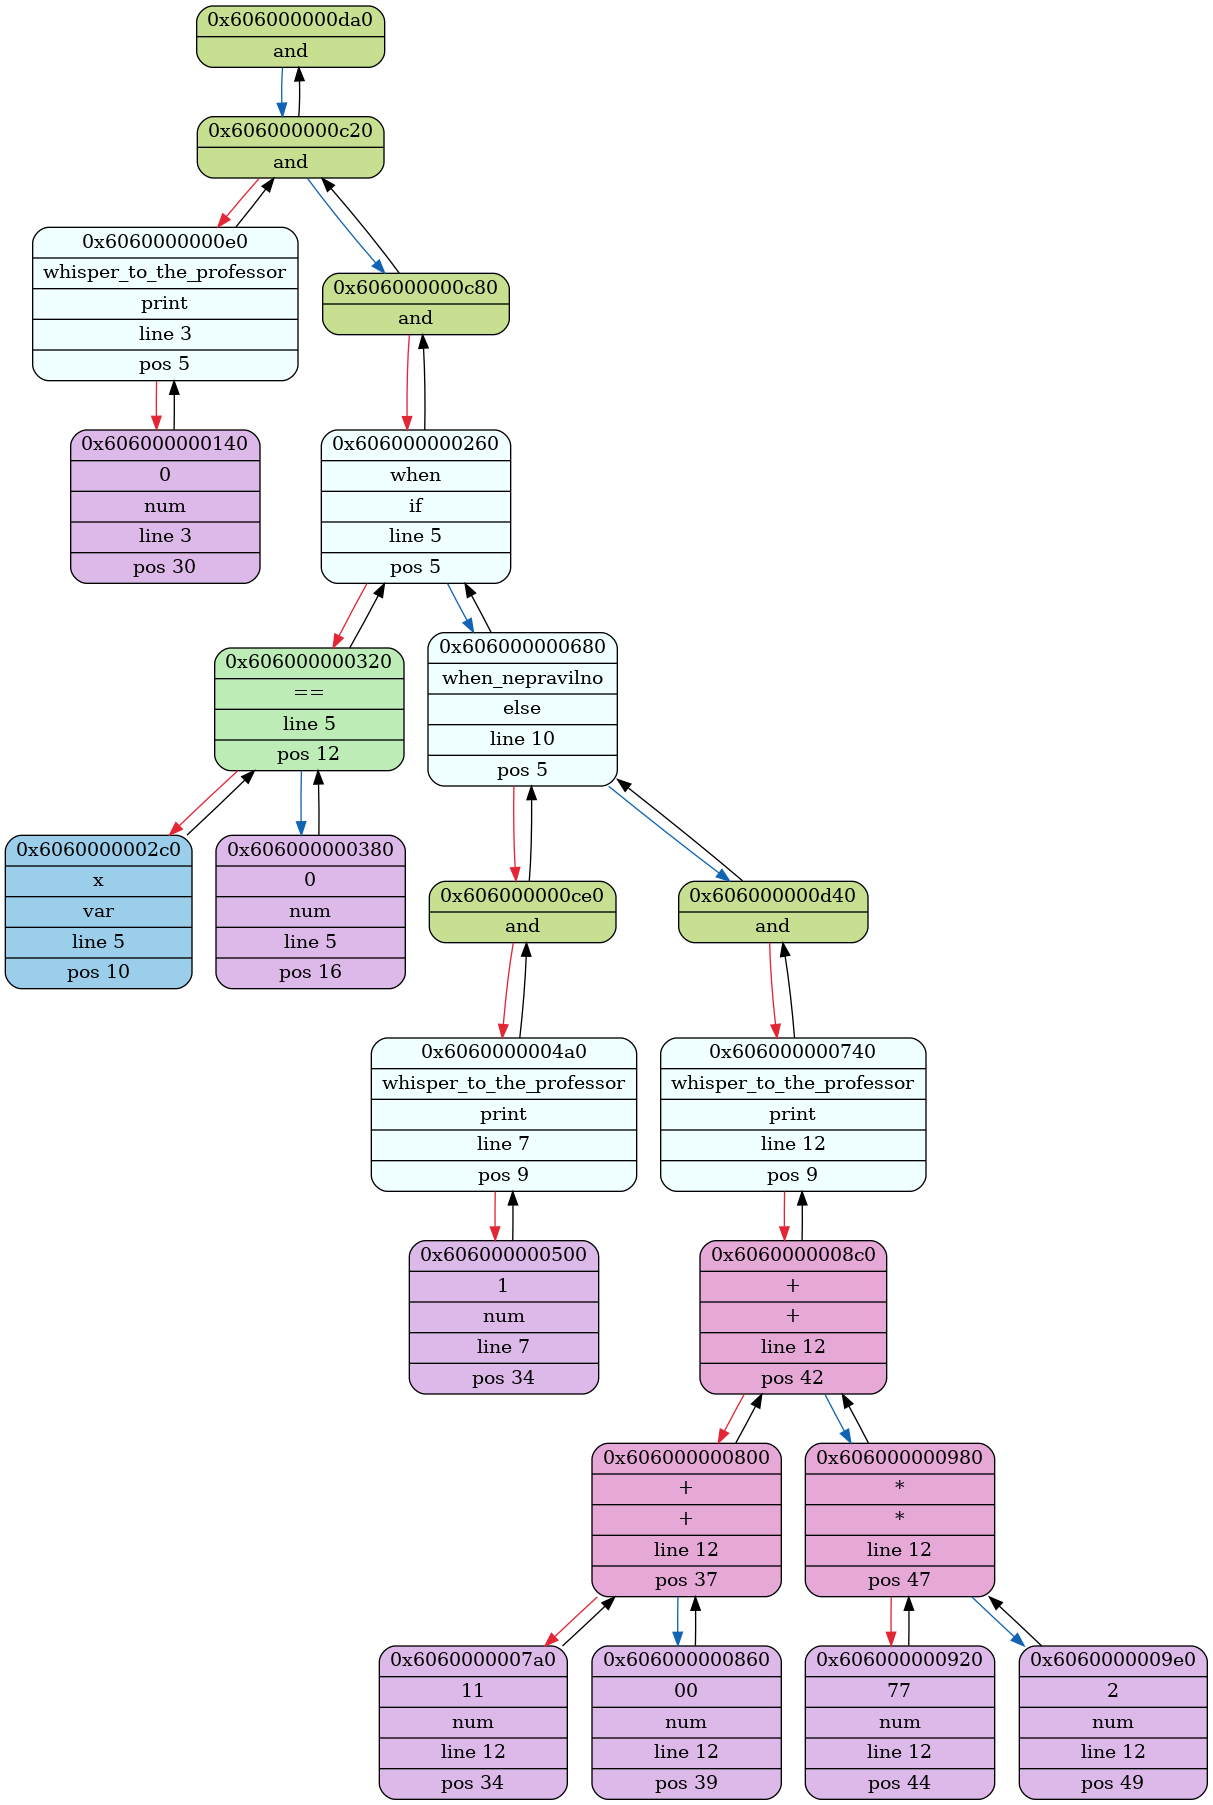 0x606000000da0
and
0x606000000c20
and
0x6060000000e0
whisper_to_the_professor
print
line 3
pos 5
0x606000000c80
and
0x606000000140
0
num
line 3
pos 30
0x606000000260
when
if
line 5
pos 5
0x606000000320
==
line 5
pos 12
0x606000000680
when_nepravilno
else
line 10
pos 5
0x6060000002c0
x
var
line 5
pos 10
0x606000000380
0
num
line 5
pos 16
0x606000000ce0
and
0x606000000d40
and
0x6060000004a0
whisper_to_the_professor
print
line 7
pos 9
0x606000000740
whisper_to_the_professor
print
line 12
pos 9
0x606000000500
1
num
line 7
pos 34
0x6060000008c0
+
+
line 12
pos 42
0x606000000800
+
+
line 12
pos 37
0x606000000980
*
*
line 12
pos 47
0x6060000007a0
11
num
line 12
pos 34
0x606000000860
00
num
line 12
pos 39
0x606000000920
77
num
line 12
pos 44
0x6060000009e0
2
num
line 12
pos 49